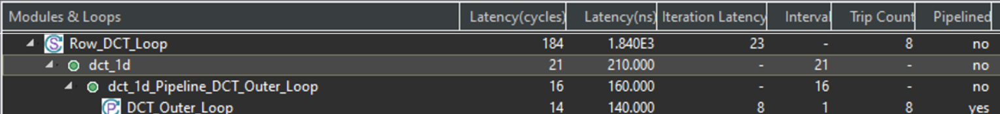 Modules & Loops Latency(cycles) Latency(ns) Iteration Latency Interval Trip Count Pipelined
S Row_DCT_Loop 184 1.840E3 23 - 8 no
dct_1d 21 210.000 - 21 - no
dct_1d_Pipeline_DCT_Outer_Loop 16 160.000 - 16 - no
P DCT_Outer_Loop 14 140.000 8 1 8 yes